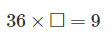 36 × □ = 9